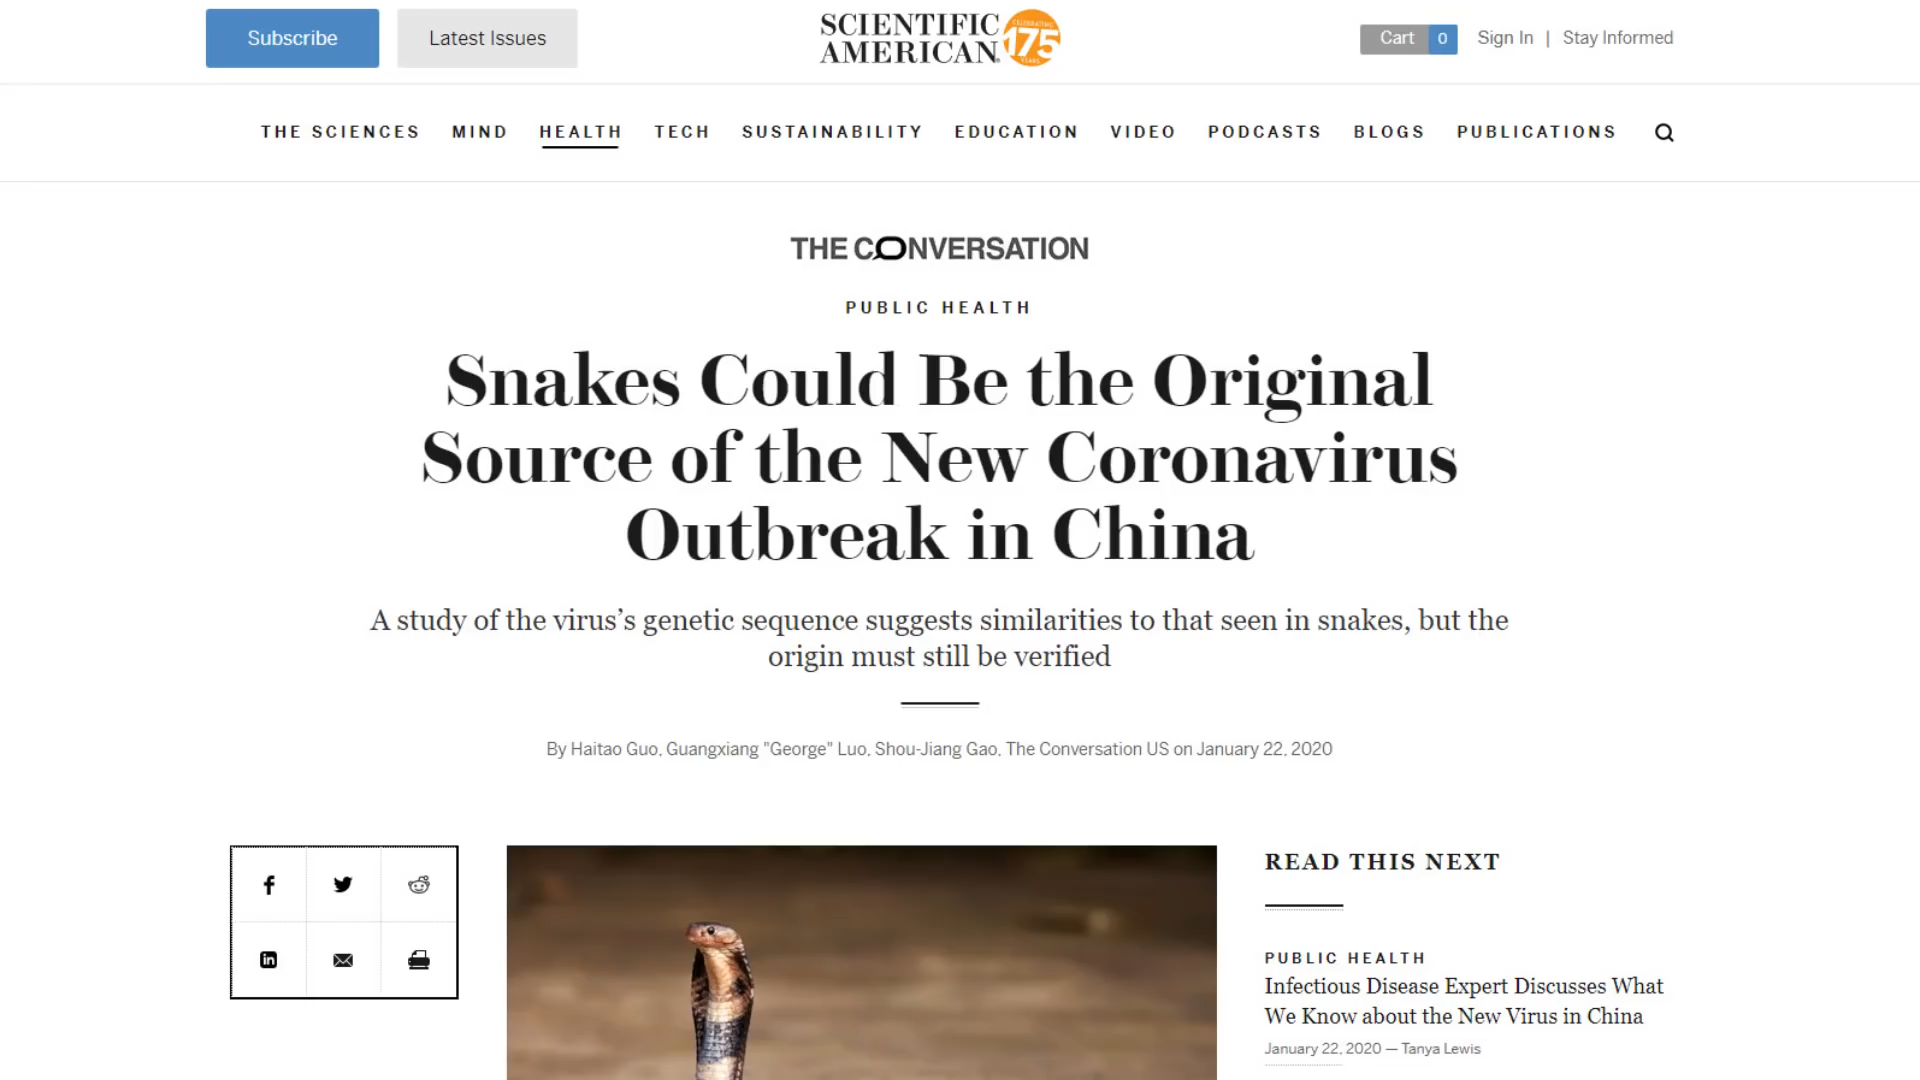 Subscribe
Latest Issues
SCIENTIFIC
AMERICAN
CELEBRATING
175
YEARS
Cart 0
Sign In | Stay Informed
THE SCIENCES MIND HEALTH TECH SUSTAINABILITY EDUCATION VIDEO PODCASTS BLOGS PUBLICATIONS
THE CONVERSATION
PUBLIC HEALTH
Snakes Could Be the Original
Source of the New Coronavirus
Outbreak in China
A study of the virus’s genetic sequence suggests similarities to that seen in snakes, but the
origin must still be verified
By Haitao Guo, Guangxiang "George" Luo, Shou-Jiang Gao, The Conversation US on January 22, 2020
READ THIS NEXT
PUBLIC HEALTH
Infectious Disease Expert Discusses What
We Know about the New Virus in China
January 22, 2020 — Tanya Lewis